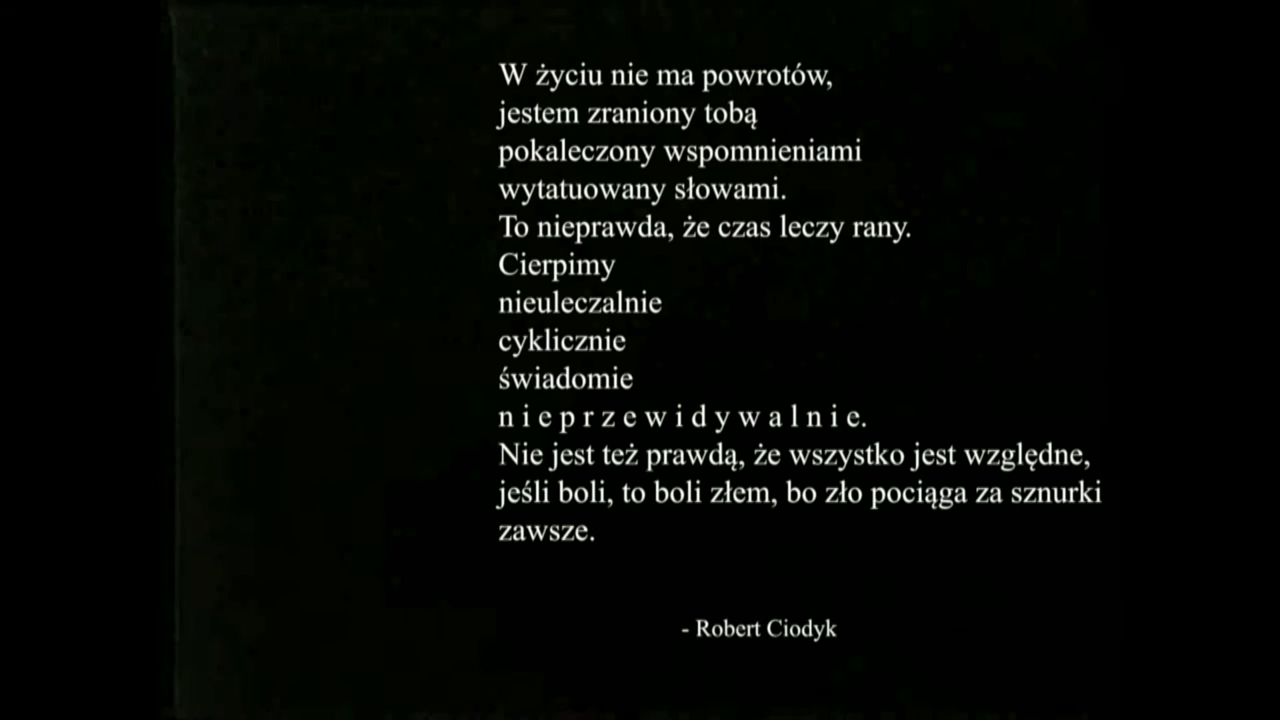 W życiu nie ma powrotów,
jestem zraniony tobą
pokaleczony wspomnieniami
wytatuowany słowami.
To nieprawda, że czas leczy rany.
Cierpimy
nieuleczalnie
cyklicznie
świadomie
n i e p r z e w i d y w a l n i e.
Nie jest też prawdą, że wszystko jest względne,
jeśli boli, to boli złem, bo zło pociąga za sznurki
zawsze.
- Robert Ciodyk